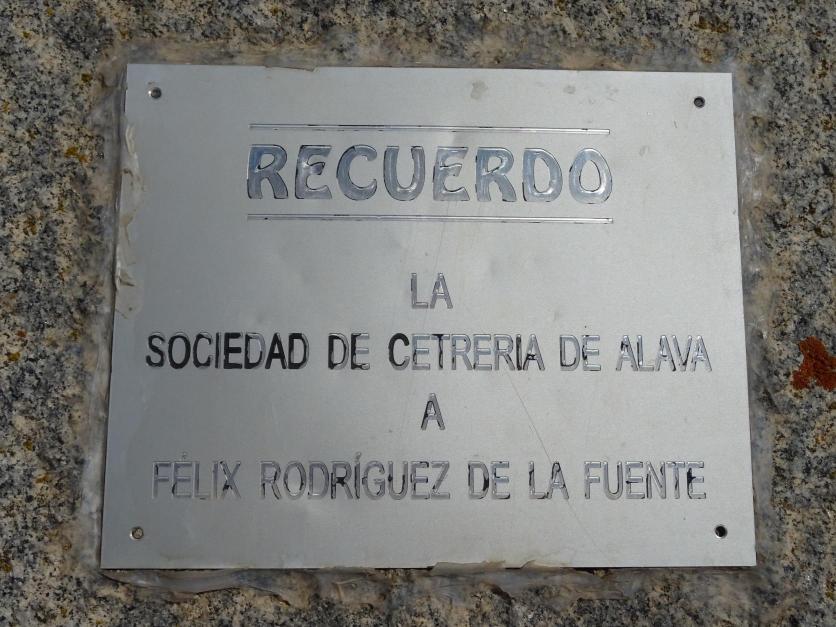 RECUERDO
LA
SOCIEDAD DE CETRERIA DE ALAVA
A
FÉLIX RODRÍGUEZ DE LA FUENTE